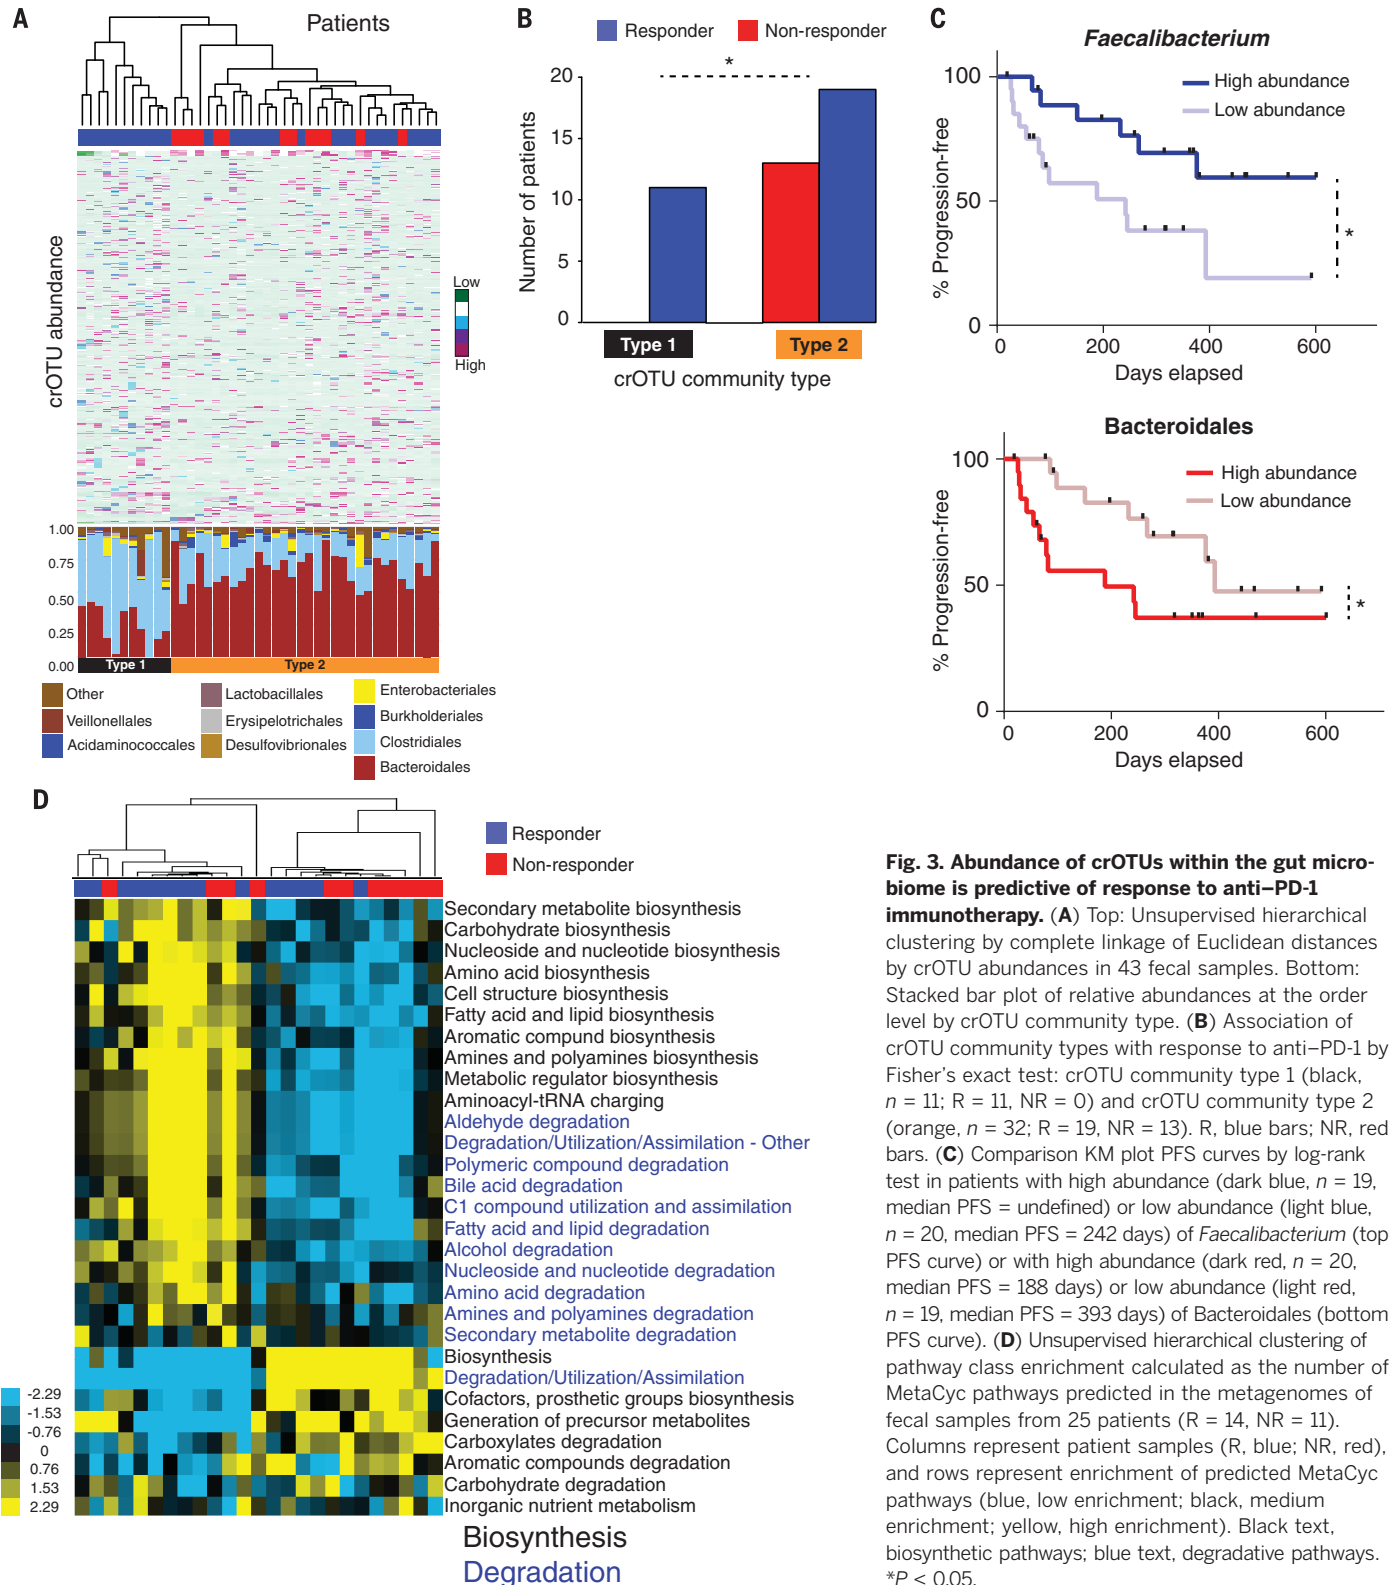 A
Patients
crOTU abundance
Low
High
1.00
0.75
0.50
0.25
0.00
Type 1
Type 2
Other
Veillonellales
Acidaminococcales
Lactobacillales
Erysipelotrichales
Desulfovibrionales
Enterobacteriales
Burkholderiales
Clostridiales
Bacteroidales
B
Responder
Non-responder
*
Number of patients
20
15
10
5
0
Type 1
Type 2
crOTU community type
C
Faecalibacterium
High abundance
Low abundance
% Progression-free
100
50
0
*
0
200
400
600
Days elapsed
Bacteroidales
High abundance
Low abundance
% Progression-free
100
50
0
*
0
200
400
600
Days elapsed
D
Responder
Non-responder
Secondary metabolite biosynthesis
Carbohydrate biosynthesis
Nucleoside and nucleotide biosynthesis
Amino acid biosynthesis
Cell structure biosynthesis
Fatty acid and lipid biosynthesis
Aromatic compund biosynthesis
Amines and polyamines biosynthesis
Metabolic regulator biosynthesis
Aminoacyl-tRNA charging
Aldehyde degradation
Degradation/Utilization/Assimilation - Other
Polymeric compound degradation
Bile acid degradation
C1 compound utilization and assimilation
Fatty acid and lipid degradation
Alcohol degradation
Nucleoside and nucleotide degradation
Amino acid degradation
Amines and polyamines degradation
Secondary metabolite degradation
Biosynthesis
Degradation/Utilization/Assimilation
Cofactors, prosthetic groups biosynthesis
Generation of precursor metabolites
Carboxylates degradation
Aromatic compounds degradation
Carbohydrate degradation
Inorganic nutrient metabolism
-2.29
-1.53
-0.76
0
0.76
1.53
2.29
Biosynthesis
Degradation
Fig. 3. Abundance of crOTUs within the gut micro-
biome is predictive of response to anti–PD-1
immunotherapy. (A) Top: Unsupervised hierarchical
clustering by complete linkage of Euclidean distances
by crOTU abundances in 43 fecal samples. Bottom:
Stacked bar plot of relative abundances at the order
level by crOTU community type. (B) Association of
crOTU community types with response to anti–PD-1 by
Fisher's exact test: crOTU community type 1 (black,
n = 11; R = 11, NR = 0) and crOTU community type 2
(orange, n = 32; R = 19, NR = 13). R, blue bars; NR, red
bars. (C) Comparison KM plot PFS curves by log-rank
test in patients with high abundance (dark blue, n = 19,
median PFS = undefined) or low abundance (light blue,
n = 20, median PFS = 242 days) of Faecalibacterium (top
PFS curve) or with high abundance (dark red, n = 20,
median PFS = 188 days) or low abundance (light red,
n = 19, median PFS = 393 days) of Bacteroidales (bottom
PFS curve). (D) Unsupervised hierarchical clustering of
pathway class enrichment calculated as the number of
MetaCyc pathways predicted in the metagenomes of
fecal samples from 25 patients (R = 14, NR = 11).
Columns represent patient samples (R, blue; NR, red),
and rows represent enrichment of predicted MetaCyc
pathways (blue, low enrichment; black, medium
enrichment; yellow, high enrichment). Black text,
biosynthetic pathways; blue text, degradative pathways.
*P < 0.05.